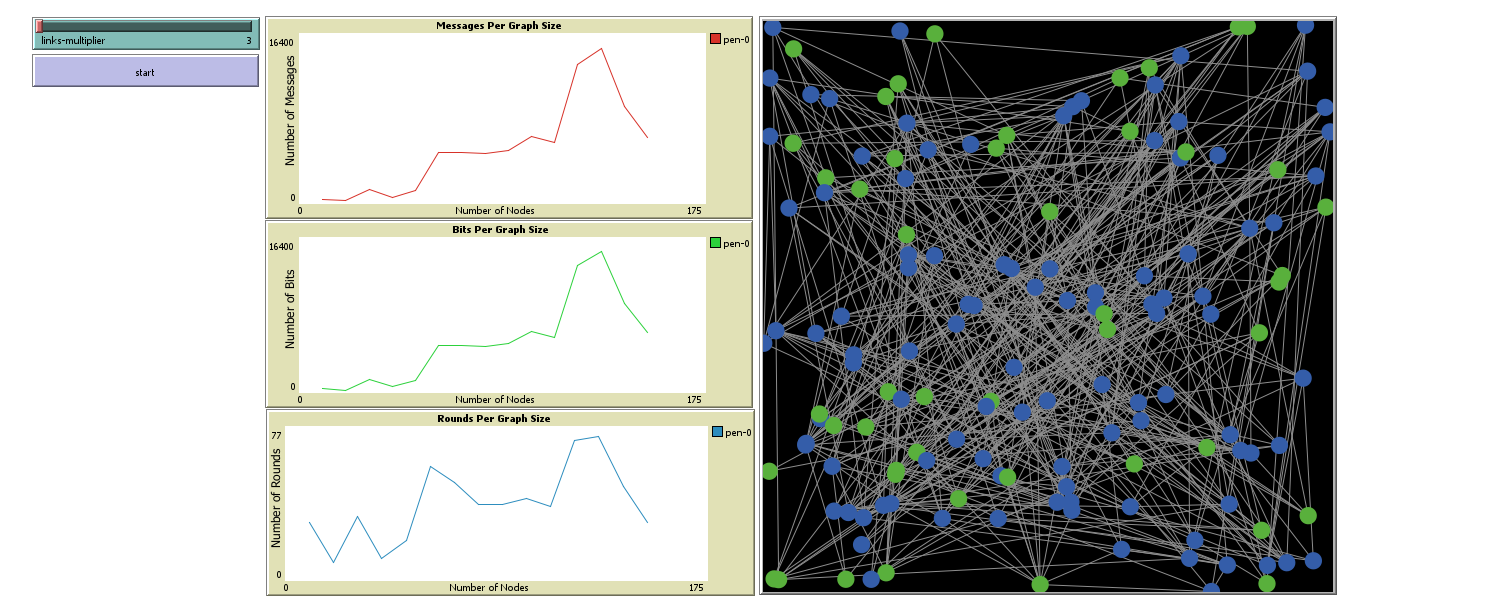 links-multiplier 3
start
Messages Per Graph Size
16400
Number of Messages
0
0
Number of Nodes
175
pen-0
Bits Per Graph Size
16400
Number of Bits
0
0
Number of Nodes
175
pen-0
Rounds Per Graph Size
77
Number of Rounds
0
0
Number of Nodes
175
pen-0